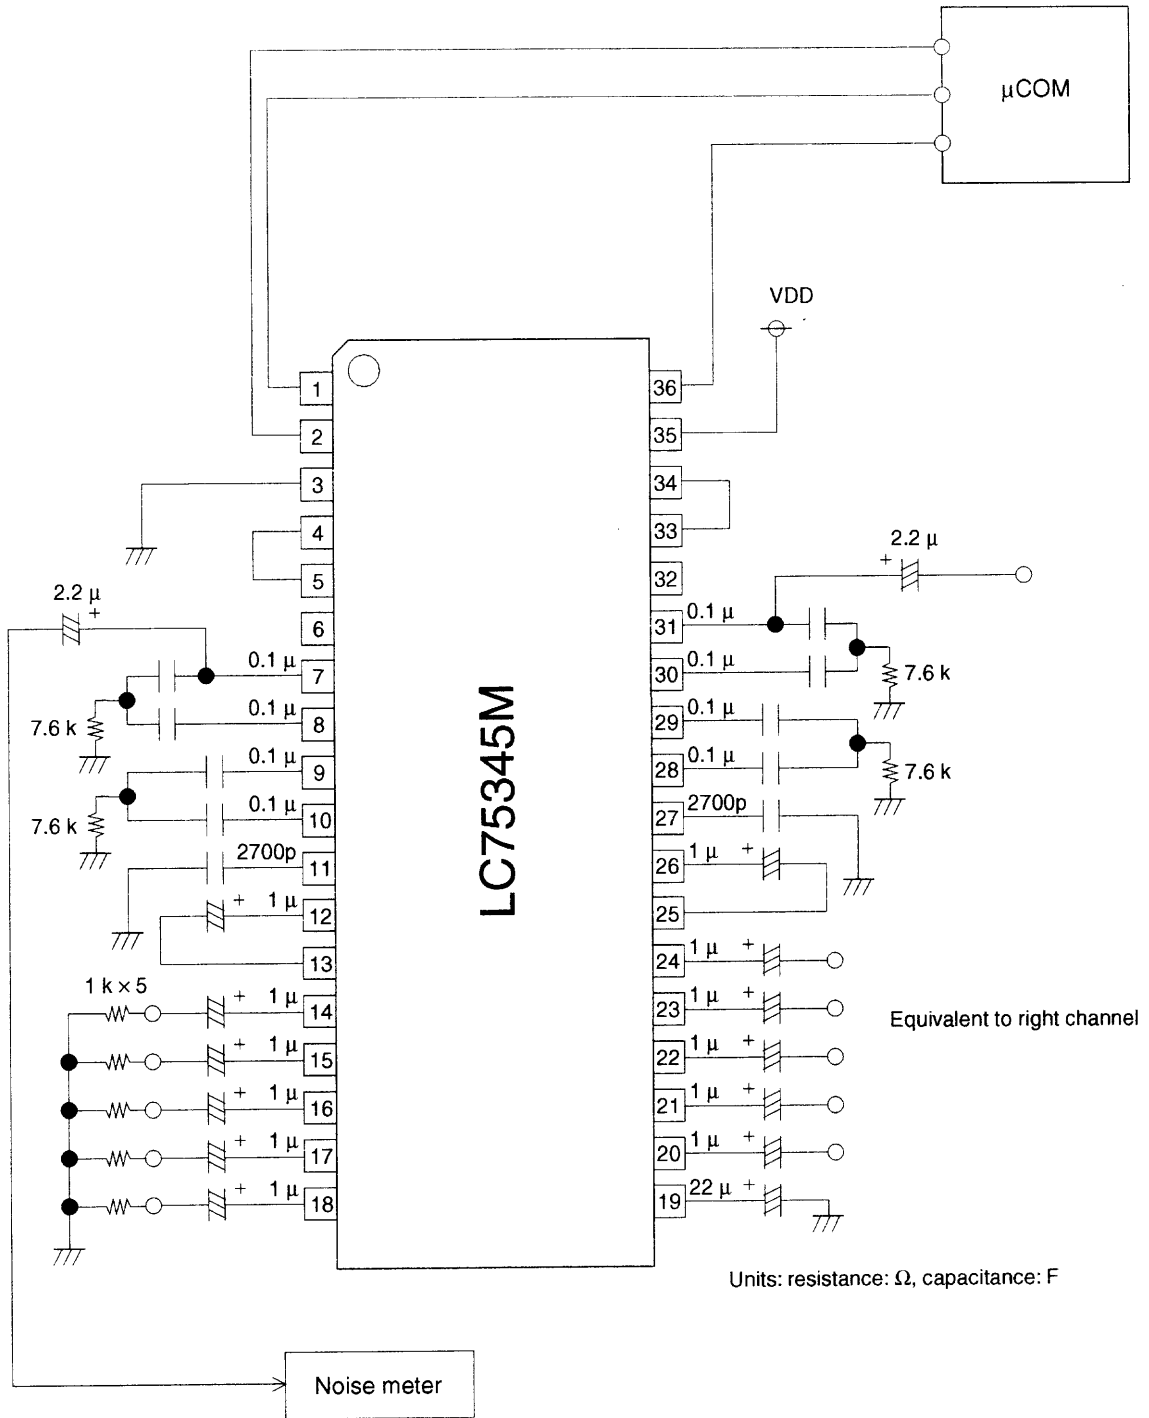 µCOM
VDD
1
36
2
35
3
34
4
33
2.2 µ
+
5
32
2.2 µ
+
6
31
0.1 µ
0.1 µ
7
30
0.1 µ
7.6 k
7.6 k
0.1 µ
8
29
0.1 µ
0.1 µ
9
28
0.1 µ
7.6 k
7.6 k
0.1 µ
10
27
2700p
2700p
11
26
1 µ
+
+
1 µ
12
25
13
24
1 µ
+
1 k × 5
+
1 µ
14
23
1 µ
+
Equivalent to right channel
+
1 µ
15
22
1 µ
+
+
1 µ
16
21
1 µ
+
+
1 µ
17
20
1 µ
+
+
1 µ
18
19
22 µ
+
LC75345M
Units: resistance: Ω, capacitance: F
Noise meter